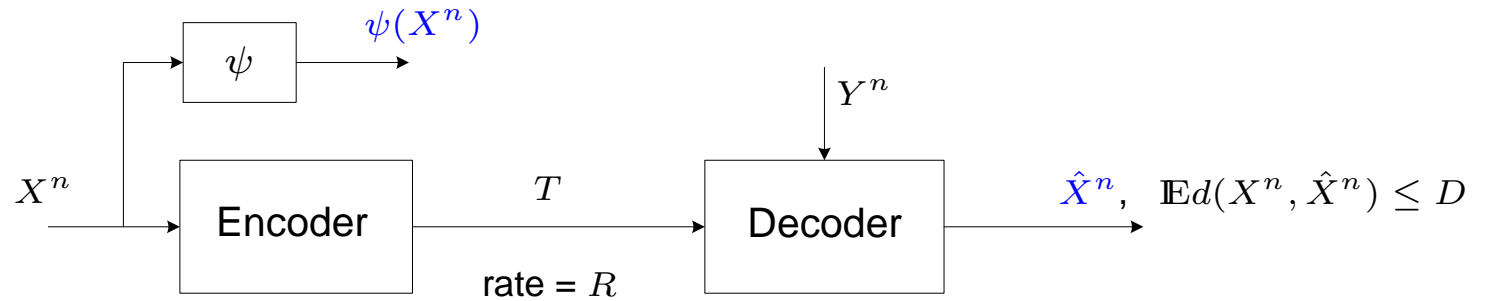 ψ(X^n)
ψ
Y^n
X^n
Encoder
T
Decoder
X̂^n, 𝔼d(X^n, X̂^n) ≤ D
rate = R